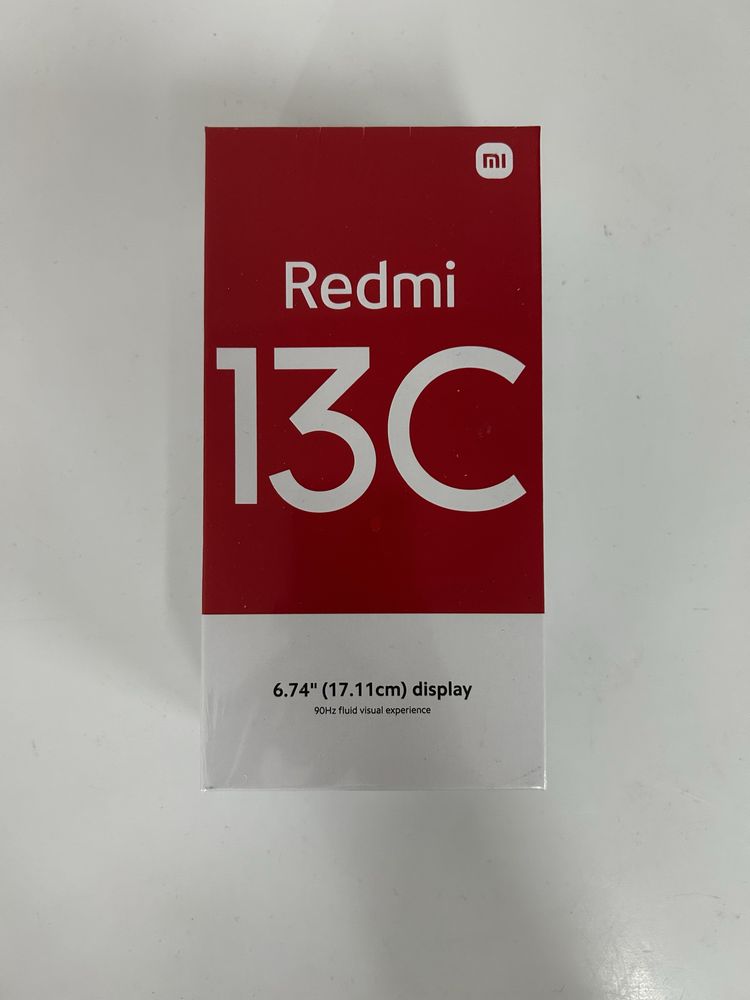 mi
Redmi
13C
6.74" (17.11cm) display
90Hz fluid visual experience